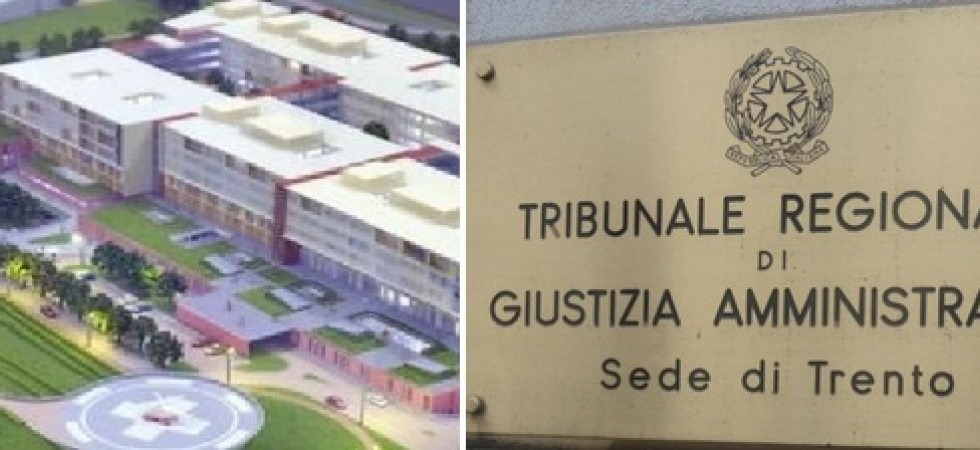 TRIBUNALE REGIONA
DI
GIUSTIZIA AMMINISTRA
Sede di Trento